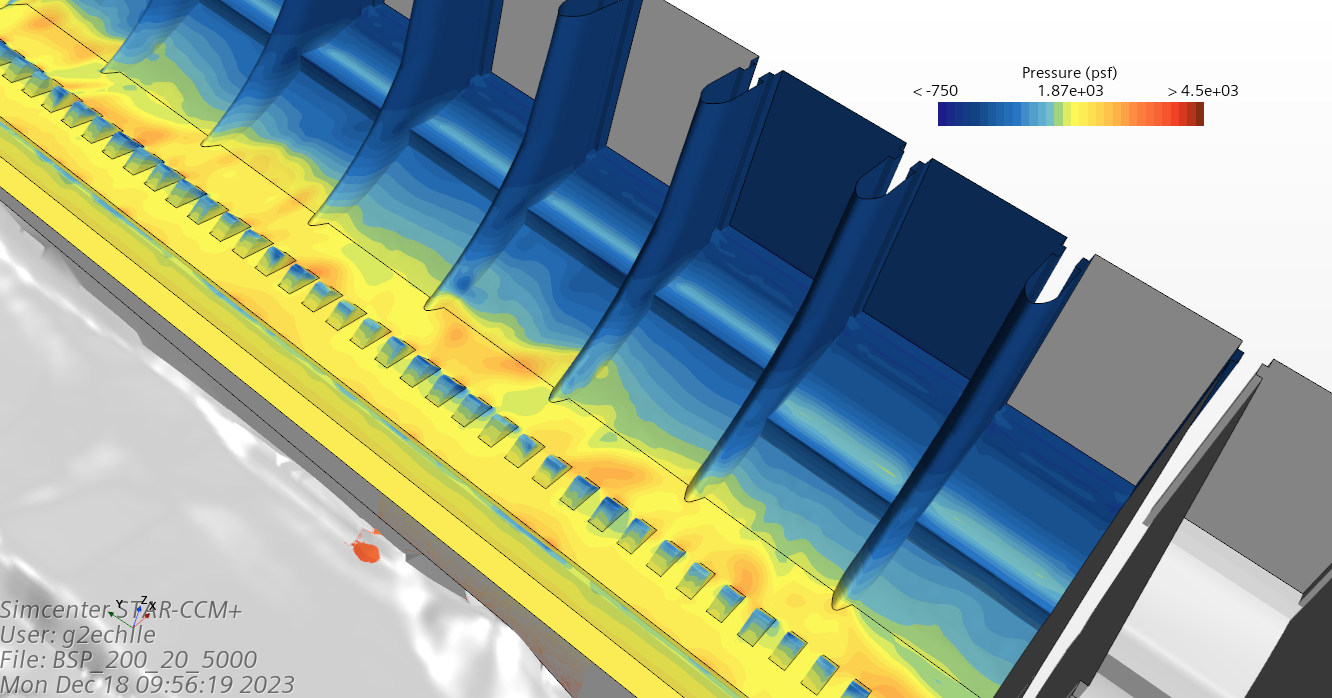 Pressure (psf)
< -750 1.87e+03 > 4.5e+03
Y Z X
Simcenter STAR-CCM+
User: g2echlle
File: BSP_200_20_5000
Mon Dec 18 09:56:19 2023